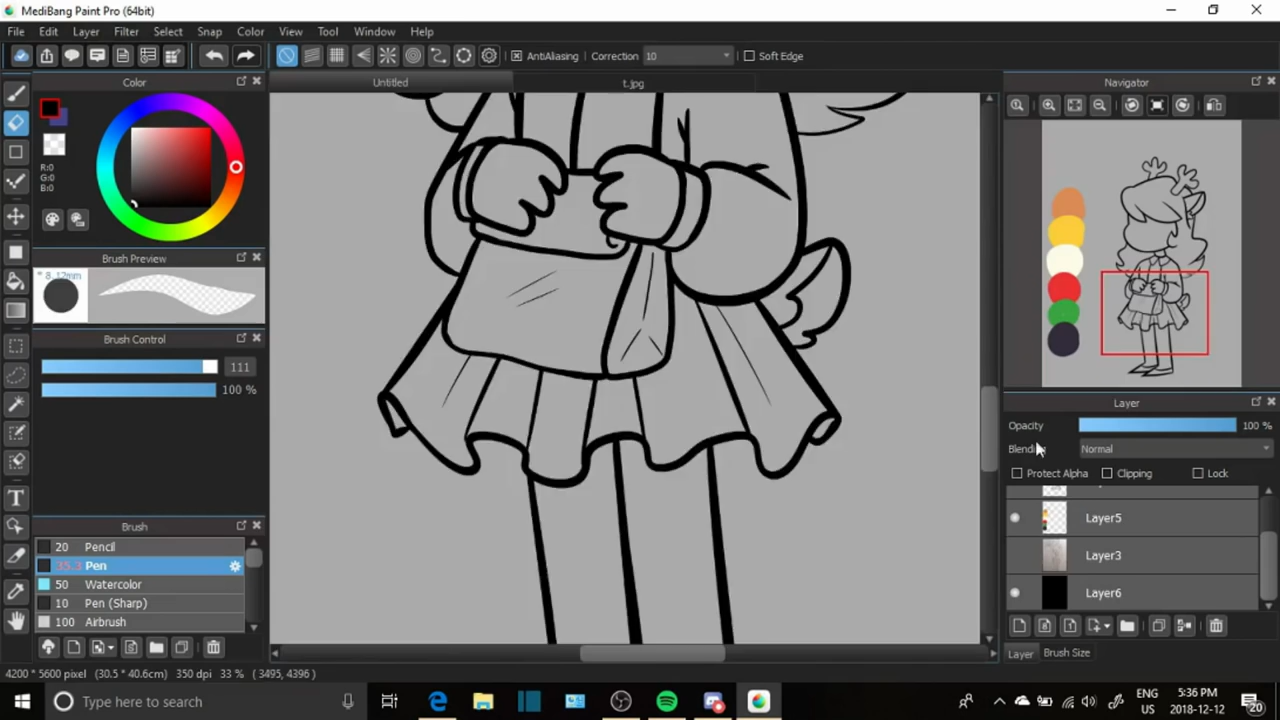 MediBang Paint Pro (64bit)
File Edit Layer Filter Select Snap Color View Tool Window Help
AntiAliasing Correction 10 Soft Edge
Color
Untitled
t.jpg
Navigator
R:0
G:0
B:0
Brush Preview
* 8.12mm
Brush Control
111
100 %
Layer
Opacity 100 %
Blending Normal
Protect Alpha Clipping Lock
Layer5
Layer3
Layer6
Brush
20 Pencil
35.3 Pen
50 Watercolor
10 Pen (Sharp)
100 Airbrush
Layer Brush Size
4200 * 5600 pixel (30.5 * 40.6cm) 350 dpi 33 % ( 3495, 4396 )
Type here to search
ENG
US
5:36 PM
2018-12-12
20